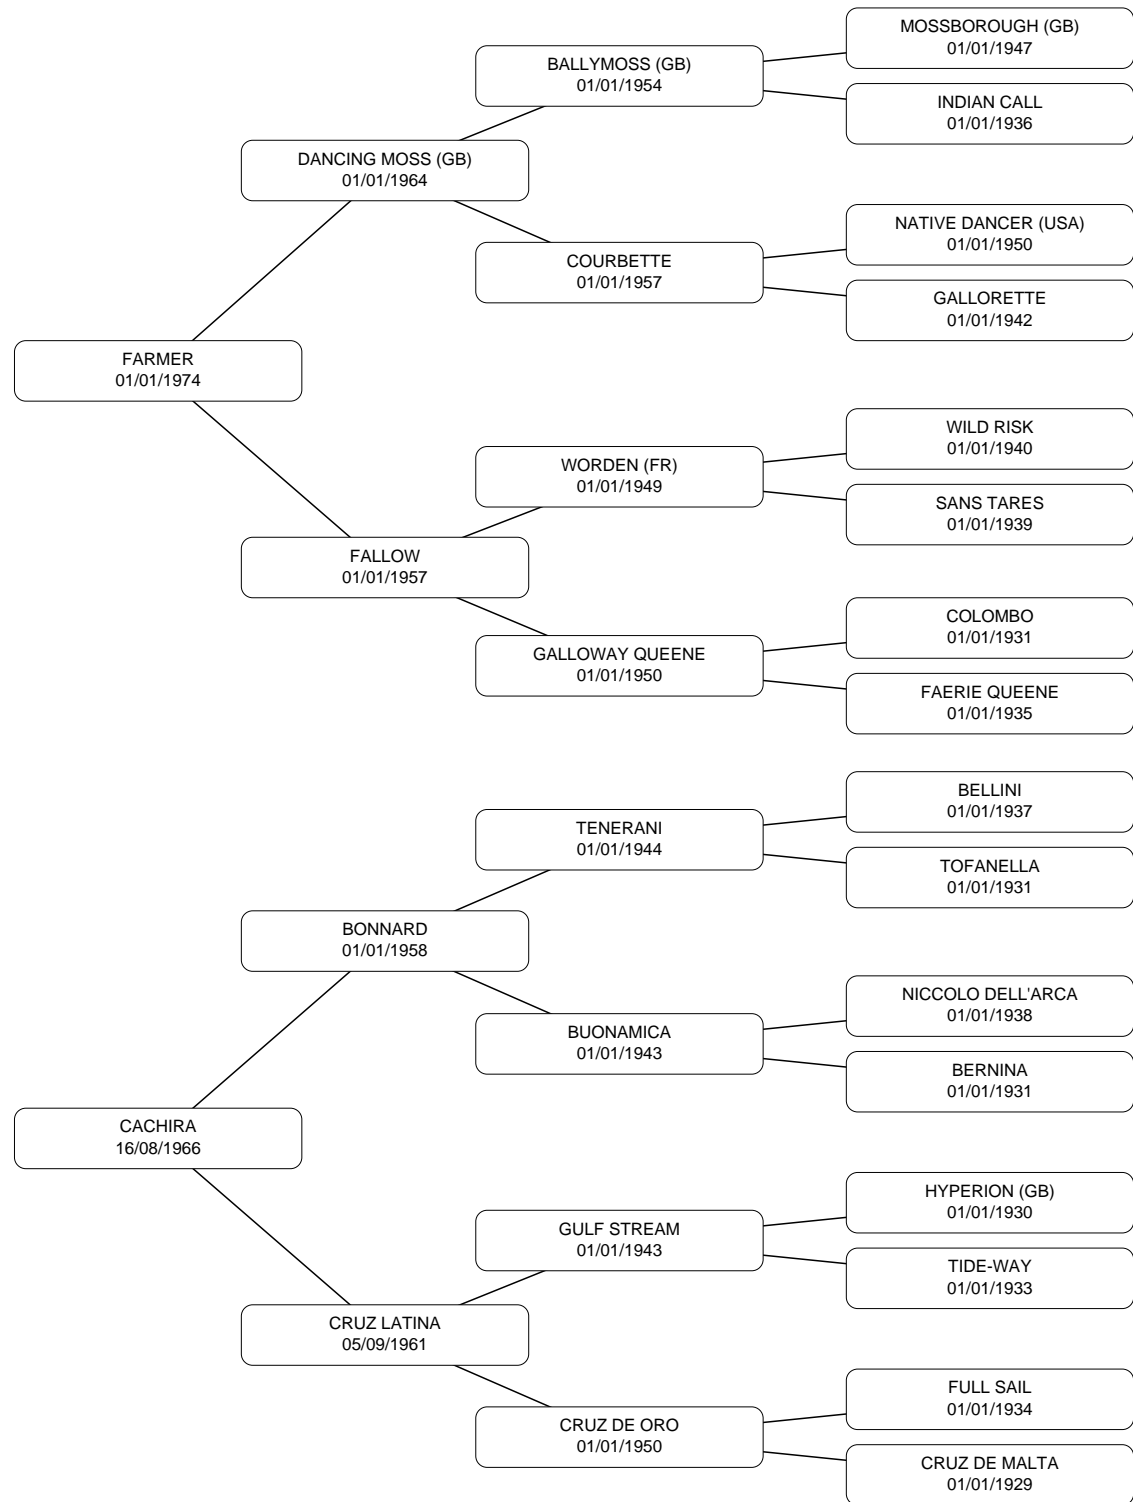 MOSSBOROUGH (GB)
01/01/1947
BALLYMOSS (GB)
01/01/1954
INDIAN CALL
01/01/1936
DANCING MOSS (GB)
01/01/1964
NATIVE DANCER (USA)
01/01/1950
COURBETTE
01/01/1957
GALLORETTE
01/01/1942
FARMER
01/01/1974
WILD RISK
01/01/1940
WORDEN (FR)
01/01/1949
SANS TARES
01/01/1939
FALLOW
01/01/1957
COLOMBO
01/01/1931
GALLOWAY QUEENE
01/01/1950
FAERIE QUEENE
01/01/1935
BELLINI
01/01/1937
TENERANI
01/01/1944
TOFANELLA
01/01/1931
BONNARD
01/01/1958
NICCOLO DELL'ARCA
01/01/1938
BUONAMICA
01/01/1943
BERNINA
01/01/1931
CACHIRA
16/08/1966
HYPERION (GB)
01/01/1930
GULF STREAM
01/01/1943
TIDE-WAY
01/01/1933
CRUZ LATINA
05/09/1961
FULL SAIL
01/01/1934
CRUZ DE ORO
01/01/1950
CRUZ DE MALTA
01/01/1929